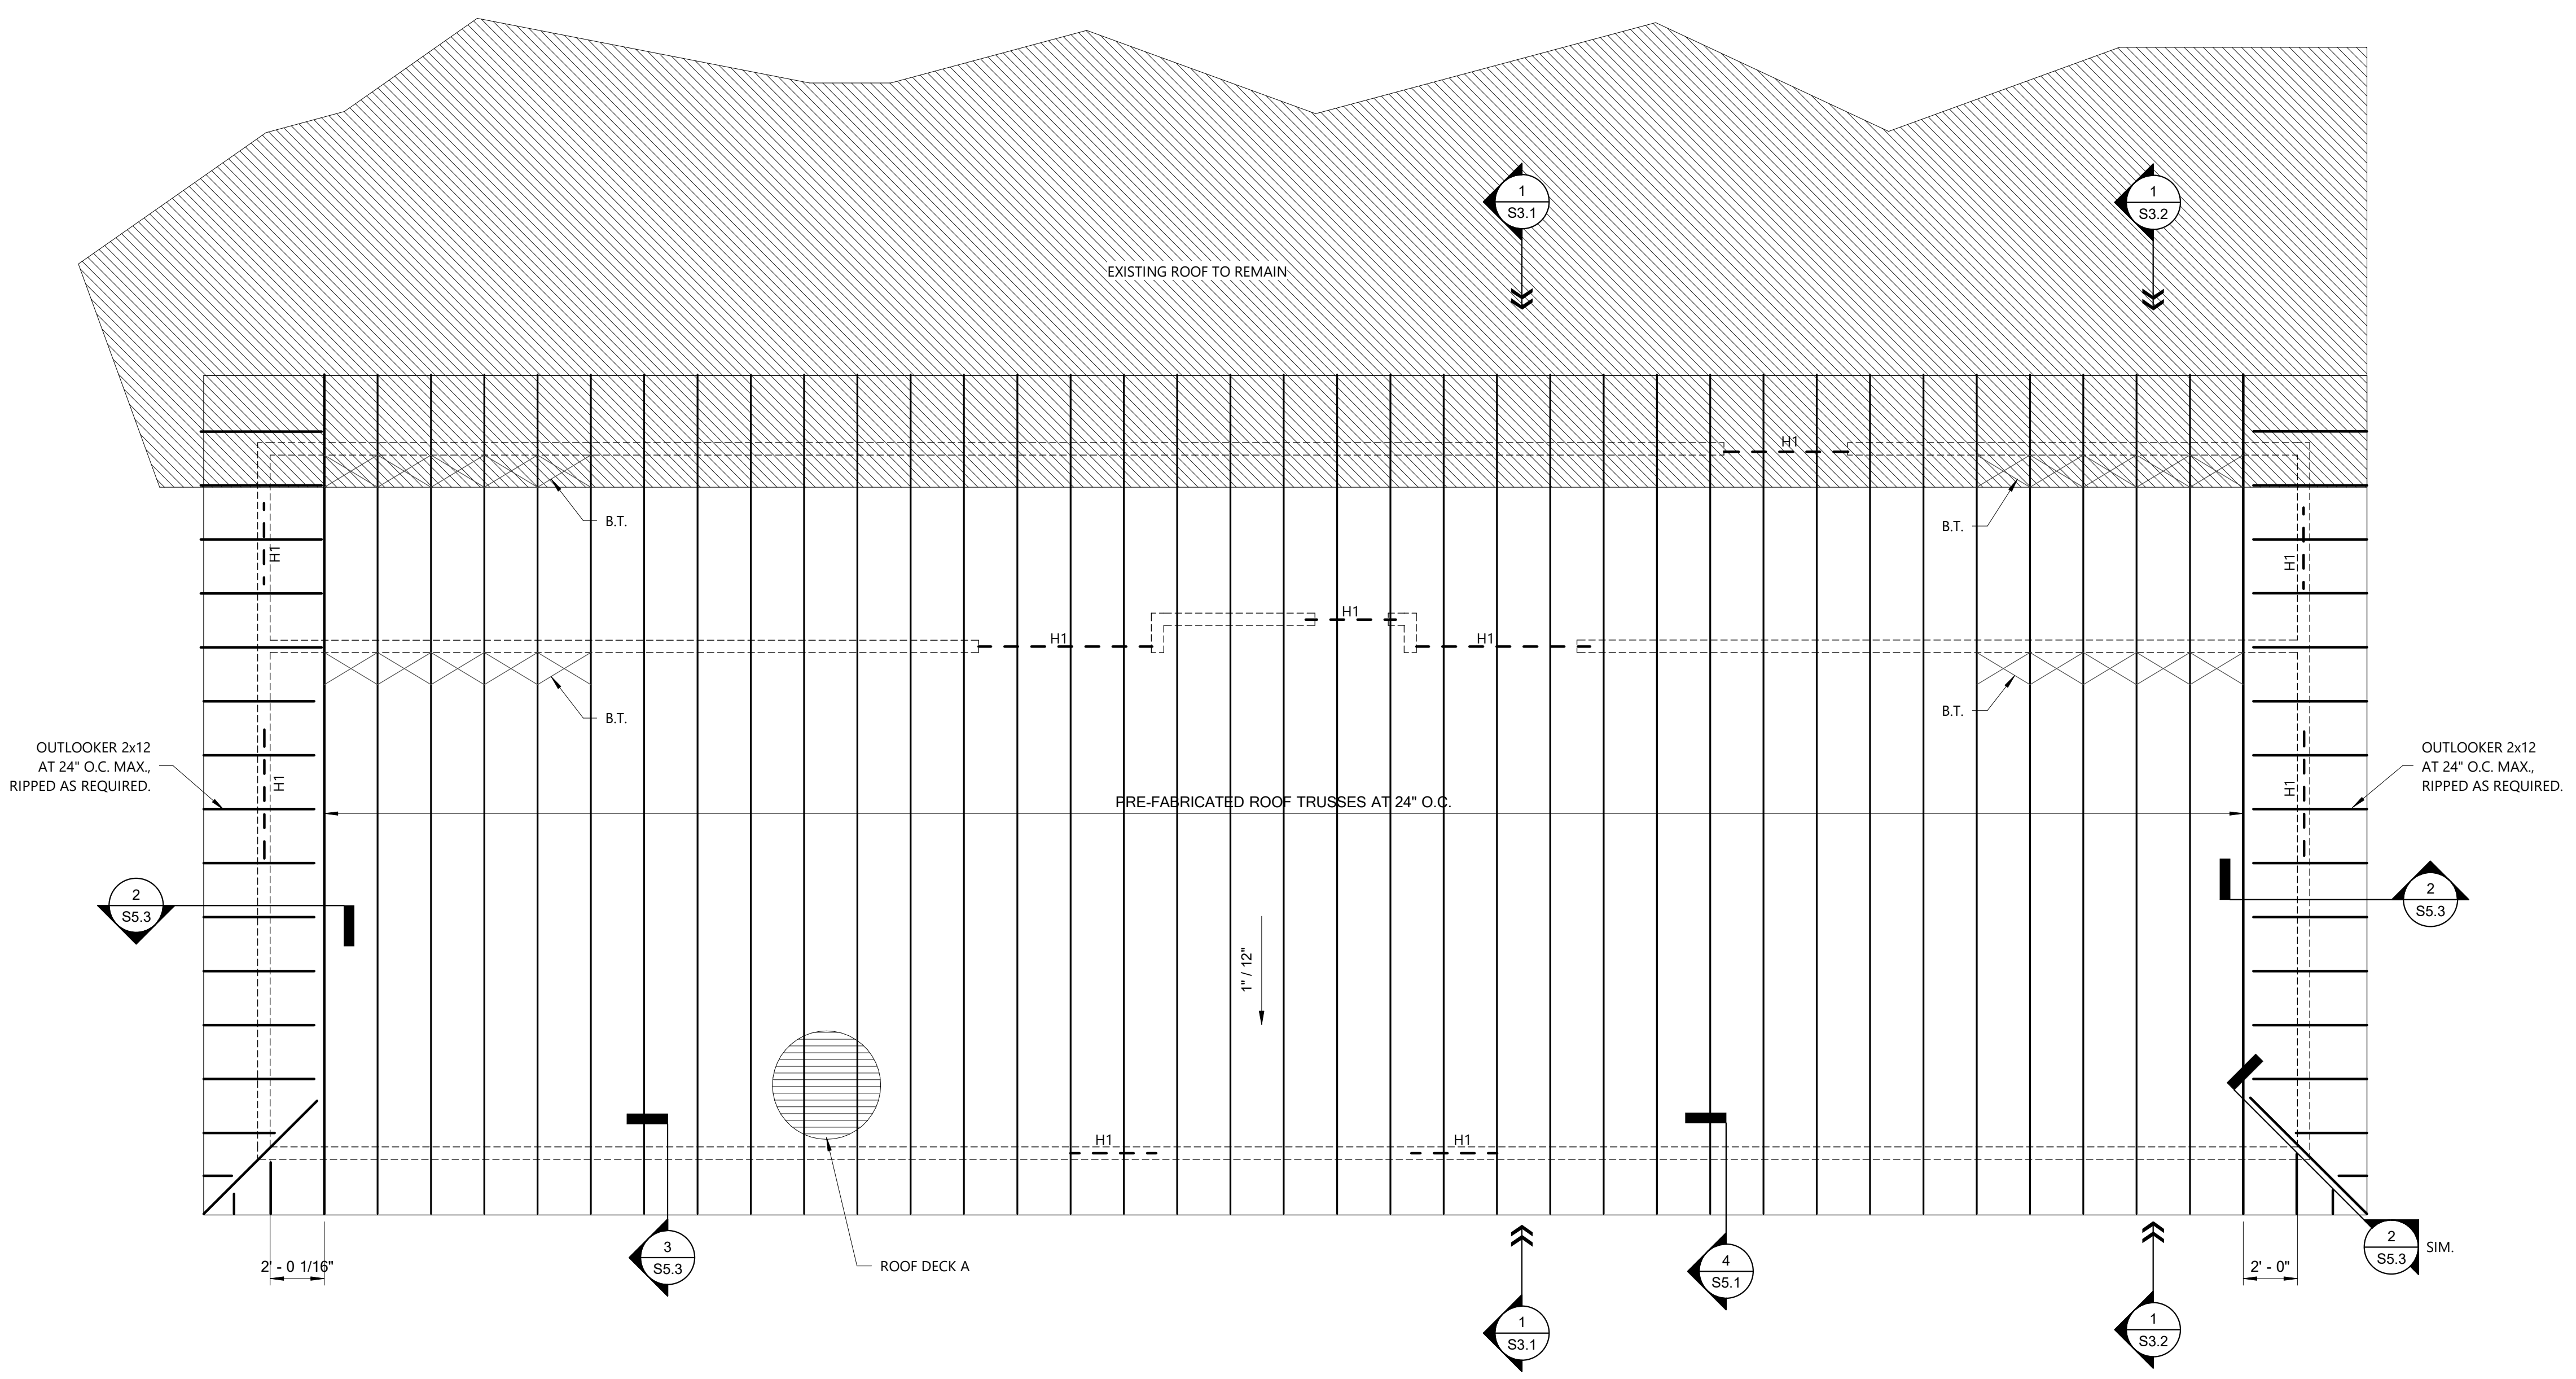 1
S3.1
1
S3.2
EXISTING ROOF TO REMAIN
H1
B.T.
B.T.
H1
H1
H1
H1
H1
B.T.
B.T.
OUTLOOKER 2x12
AT 24" O.C. MAX.,
RIPPED AS REQUIRED.
H1
PRE-FABRICATED ROOF TRUSSES AT 24" O.C.
H1
OUTLOOKER 2x12
AT 24" O.C. MAX.,
RIPPED AS REQUIRED.
2
S5.3
2
S5.3
1" / 12"
H1
H1
2' - 0 1/16"
3
S5.3
ROOF DECK A
4
S5.1
2' - 0"
2
S5.3
SIM.
1
S3.1
1
S3.2